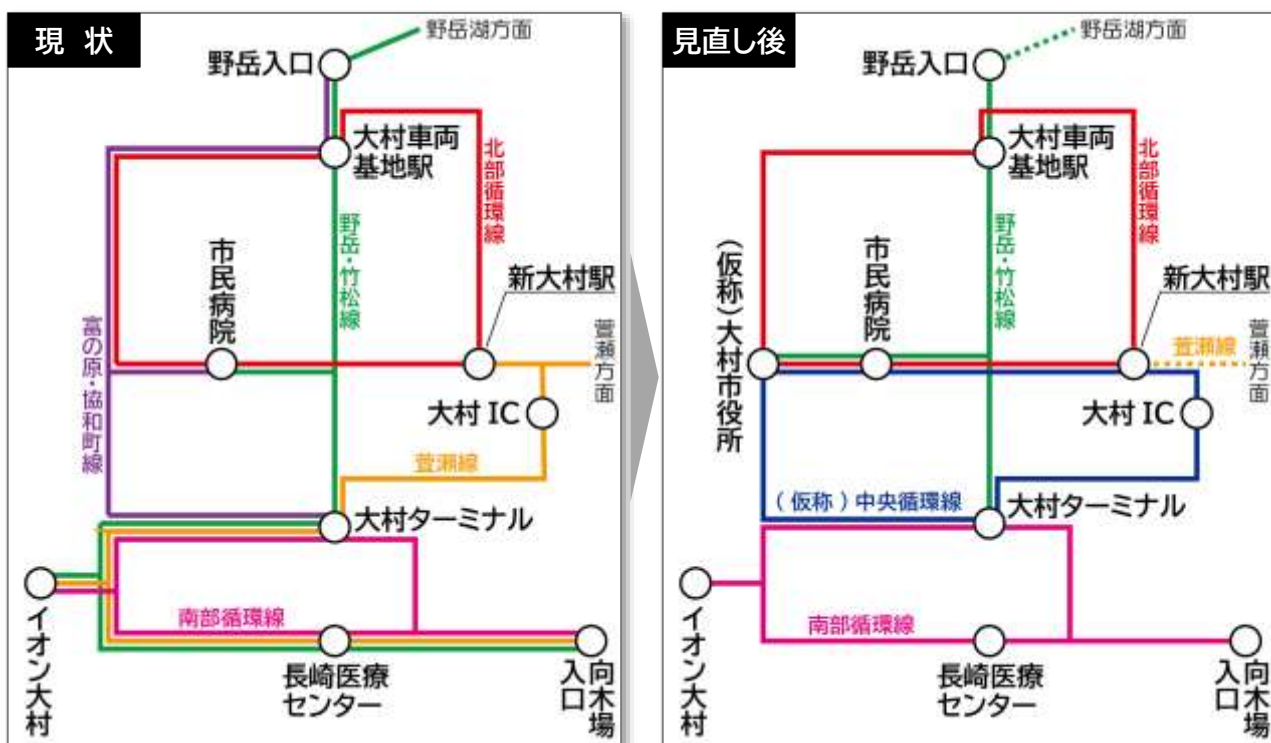 現 状
野岳湖方面
野岳入口
大村車両
基地駅
北部循環線
野岳・竹松線
市民病院
新大村駅
富の原・協和町線
萱瀬方面
大村 IC
萱瀬線
大村ターミナル
南部循環線
イオン大村
長崎医療
センター
向木場
入口
見直し後
野岳湖方面
野岳入口
大村車両
基地駅
北部循環線
野岳・竹松線
(仮称)大村市役所
市民病院
新大村駅
萱瀬線
萱瀬方面
大村 IC
(仮称)中央循環線
大村ターミナル
南部循環線
イオン大村
長崎医療
センター
向木場
入口